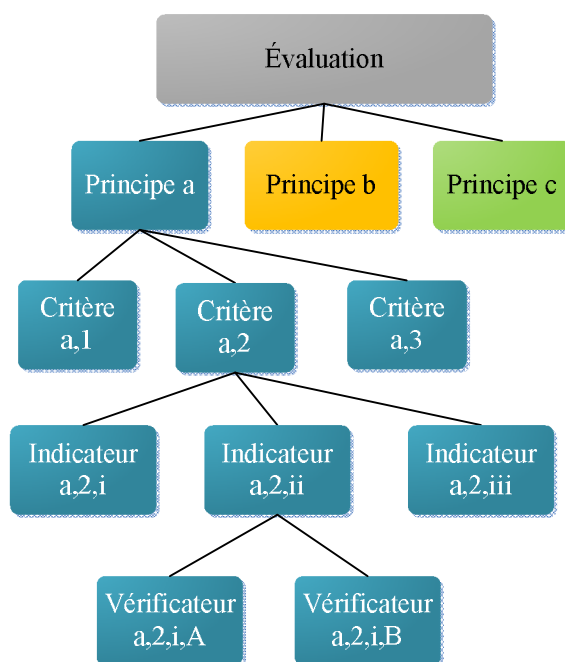 Évaluation
Principe a
Principe b
Principe c
Critère
a,1
Critère
a,2
Critère
a,3
Indicateur
a,2,i
Indicateur
a,2,ii
Indicateur
a,2,iii
Vérificateur
a,2,i,A
Vérificateur
a,2,i,B